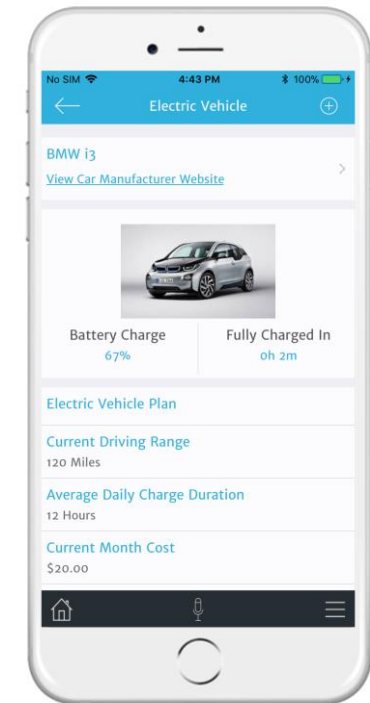 No SIM 4:43 PM 100%
Electric Vehicle
BMW i3
View Car Manufacturer Website
Battery Charge Fully Charged In
67% 0h 2m
Electric Vehicle Plan
Current Driving Range
120 Miles
Average Daily Charge Duration
12 Hours
Current Month Cost
$20.00